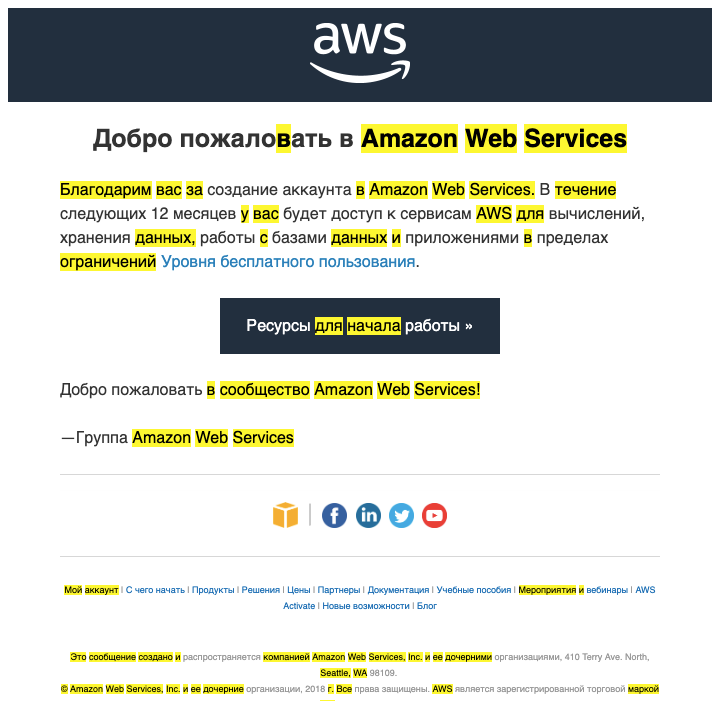 aws
Добро пожаловать в Amazon Web Services
Благодарим вас за создание аккаунта в Amazon Web Services. В течение
следующих 12 месяцев у вас будет доступ к сервисам AWS для вычислений,
хранения данных, работы с базами данных и приложениями в пределах
ограничений Уровня бесплатного пользования.
Ресурсы для начала работы »
Добро пожаловать в сообщество Amazon Web Services!
—Группа Amazon Web Services
Мой аккаунт | С чего начать | Продукты | Решения | Цены | Партнеры | Документация | Учебные пособия | Мероприятия и вебинары | AWS
Activate | Новые возможности | Блог
Это сообщение создано и распространяется компанией Amazon Web Services, Inc. и ее дочерними организациями, 410 Terry Ave. North,
Seattle, WA 98109.
© Amazon Web Services, Inc. и ее дочерние организации, 2018 г. Все права защищены. AWS является зарегистрированной торговой маркой